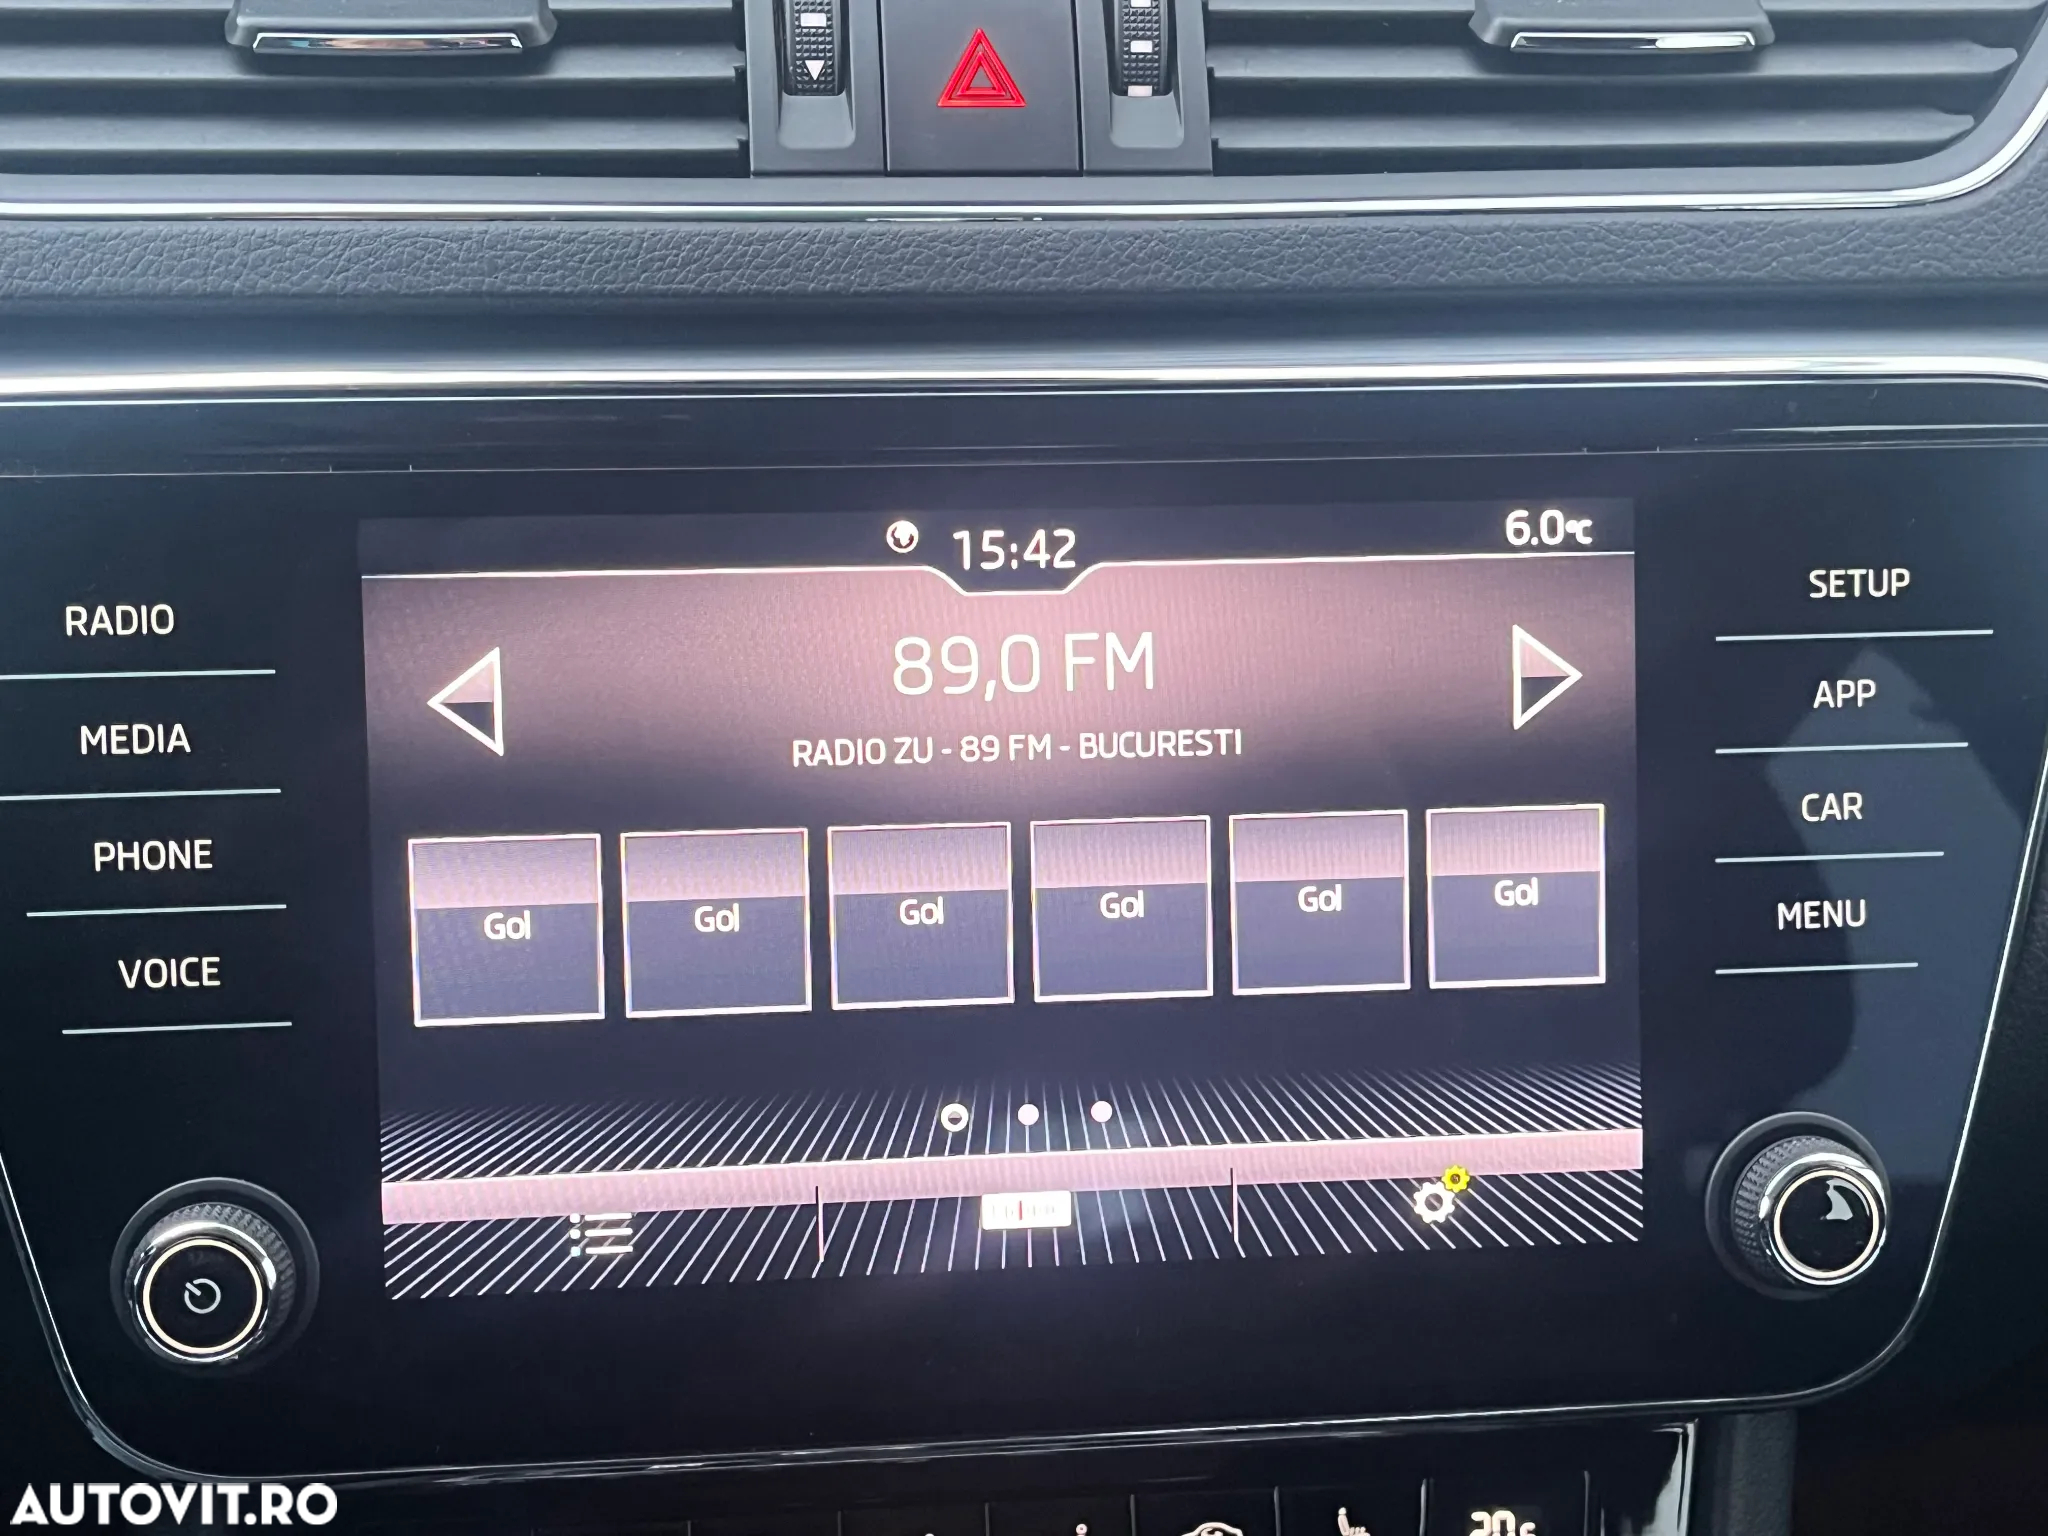 15:42
6.0°C
RADIO
MEDIA
PHONE
VOICE
89,0 FM
RADIO ZU - 89 FM - BUCURESTI
Gol
Gol
Gol
Gol
Gol
Gol
SETUP
APP
CAR
MENU
AUTOVIT.RO